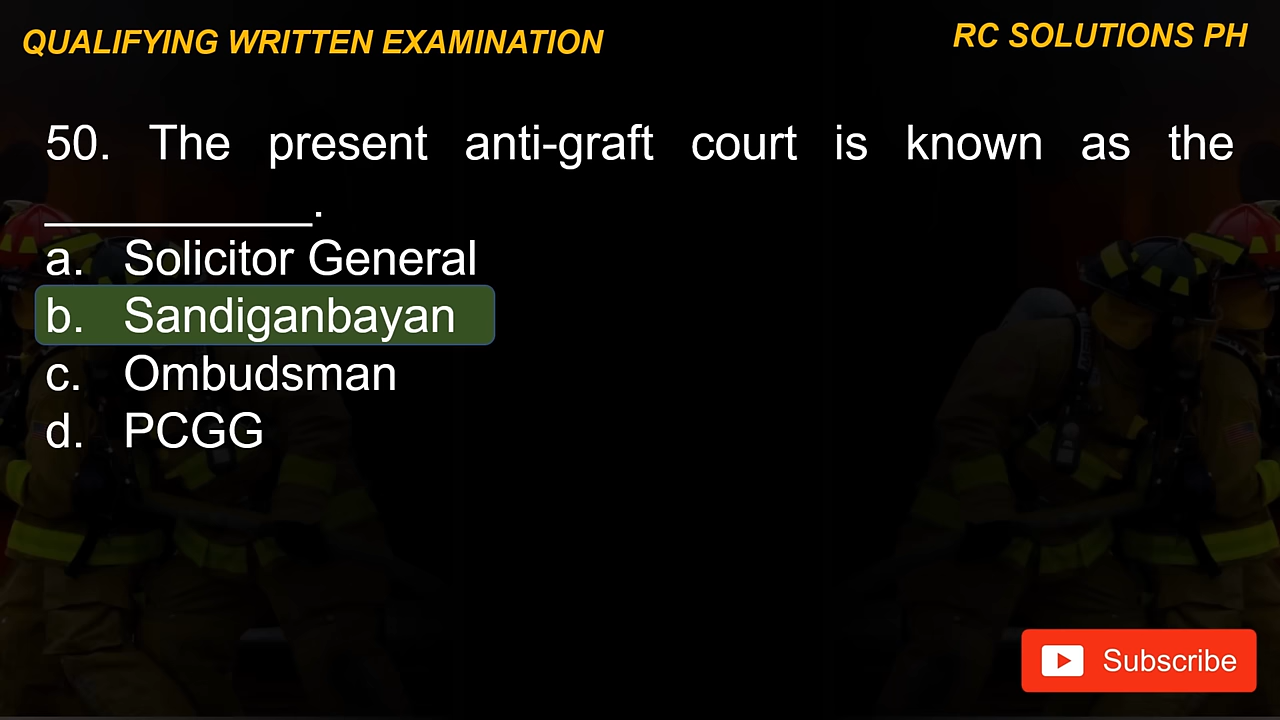 QUALIFYING WRITTEN EXAMINATION
RC SOLUTIONS PH
50. The present anti-graft court is known as the
__________.
a. Solicitor General
b. Sandiganbayan
c. Ombudsman
d. PCGG
Subscribe